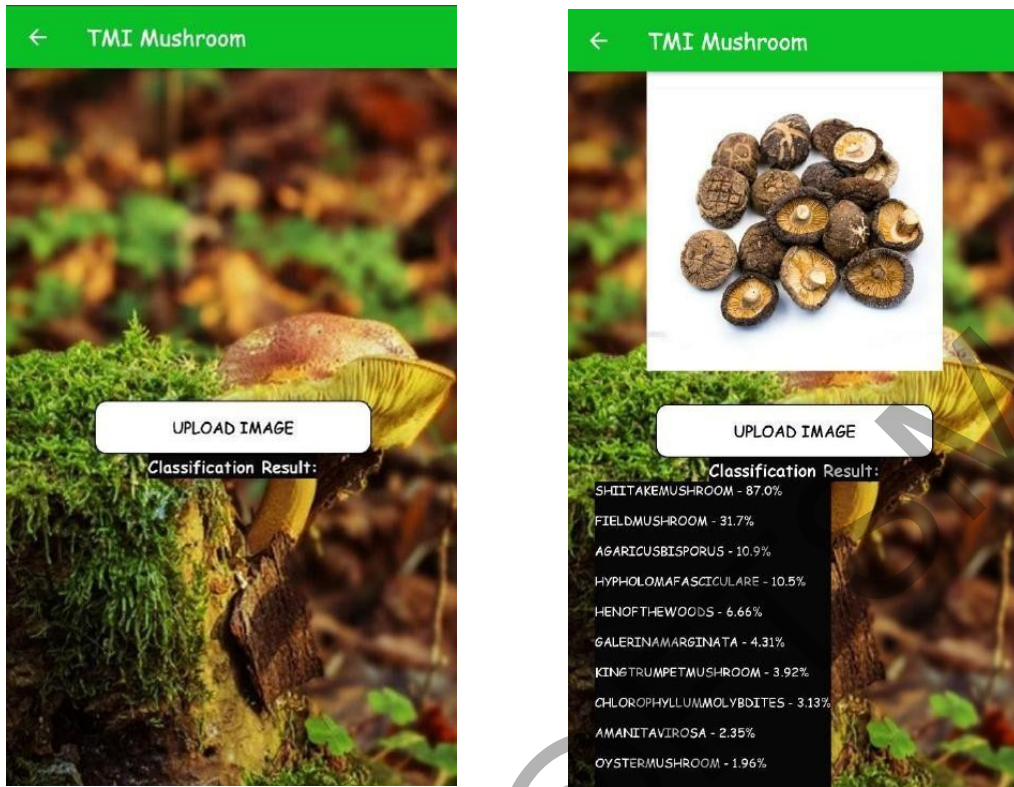 TMI Mushroom
UPLOAD IMAGE
Classification Result:
TMI Mushroom
UPLOAD IMAGE
Classification Result:
SHIITAKEMUSHROOM - 87.0%
FIELDMUSHROOM - 31.7%
AGARICUSBISPORUS - 10.9%
HYPHOLOMAFASCICULARE - 10.5%
HENOFTHEWOODS - 6.66%
GALERINAMARGINATA - 4.31%
KINGTRUMPETMUSHROOM - 3.92%
CHLOROPHYLLUMMOLYBDITES - 3.13%
AMANITAVIROSA - 2.35%
OYSTERMUSHROOM - 1.96%